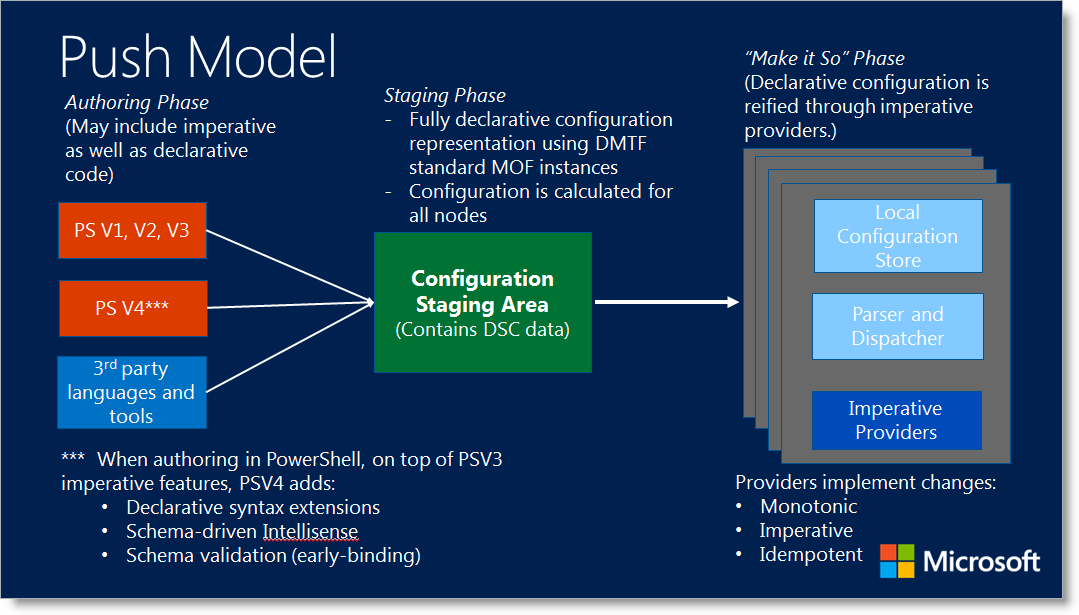 Push Model
Authoring Phase
(May include imperative
as well as declarative
code)
PS V1, V2, V3
PS V4***
3rd party
languages and
tools
*** When authoring in PowerShell, on top of PSV3
imperative features, PSV4 adds:
• Declarative syntax extensions
• Schema-driven Intellisense
• Schema validation (early-binding)
Staging Phase
- Fully declarative configuration
representation using DMTF
standard MOF instances
- Configuration is calculated for
all nodes
Configuration
Staging Area
(Contains DSC data)
“Make it So” Phase
(Declarative configuration is
reified through imperative
providers.)
Local
Configuration
Store
Parser and
Dispatcher
Imperative
Providers
Providers implement changes:
• Monotonic
• Imperative
• Idempotent
Microsoft